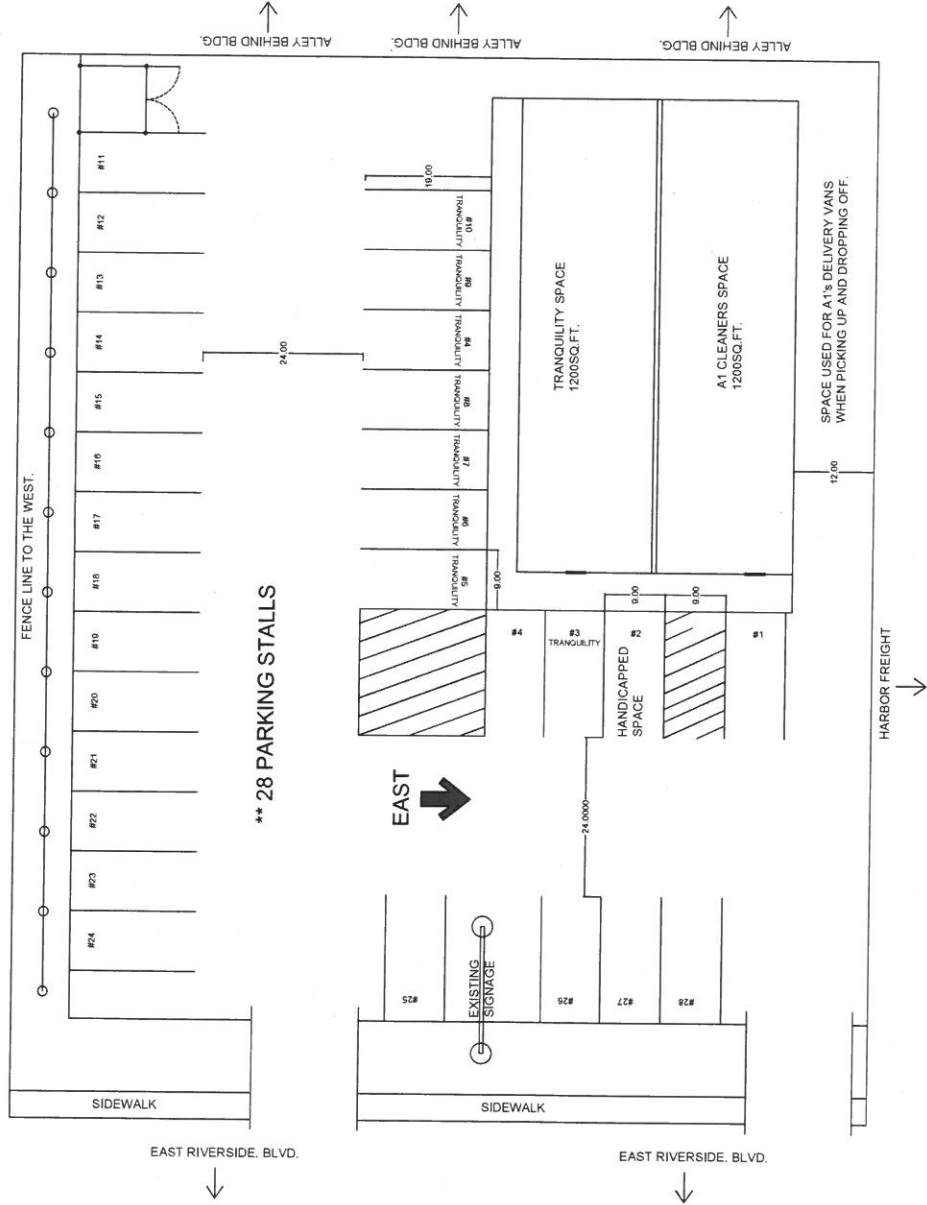 ALLEY BEHIND BLDG.
ALLEY BEHIND BLDG.
ALLEY BEHIND BLDG.
FENCE LINE TO THE WEST.
#11
#12
#13
#14
#15
#16
#17
#18
#19
#20
#21
#22
#23
#24
19.00
24.00
#10
TRANQUILITY
#9
TRANQUILITY
#4
TRANQUILITY
#8
TRANQUILITY
#7
TRANQUILITY
#6
TRANQUILITY
#5
TRANQUILITY
TRANQUILITY SPACE
1200SQ.FT.
A1 CLEANERS SPACE
1200SQ.FT.
SPACE USED FOR A1's DELIVERY VANS
WHEN PICKING UP AND DROPPING OFF.
12.00
** 28 PARKING STALLS
9.00
9.00
9.00
#4
#3
TRANQUILITY
#2
HANDICAPPED
SPACE
#1
EAST
24.0000
HARBOR FREIGHT
#25
EXISTING
SIGNAGE
#26
#27
#28
SIDEWALK
SIDEWALK
EAST RIVERSIDE. BLVD.
EAST RIVERSIDE. BLVD.